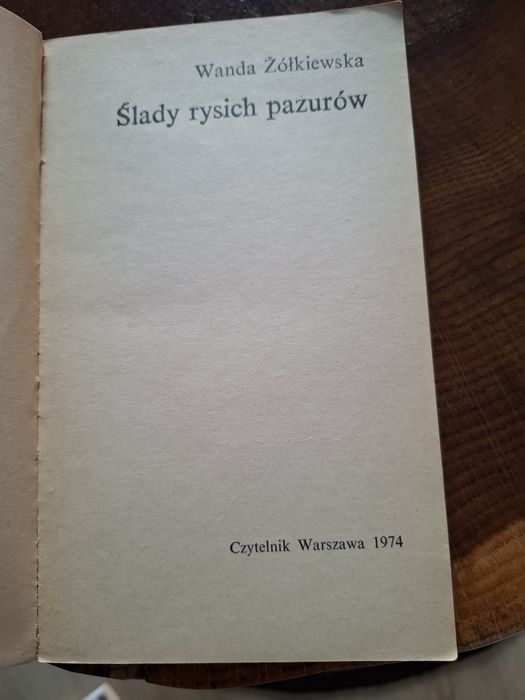 Wanda Żółkiewska
Ślady rysich pazurów
Czytelnik Warszawa 1974